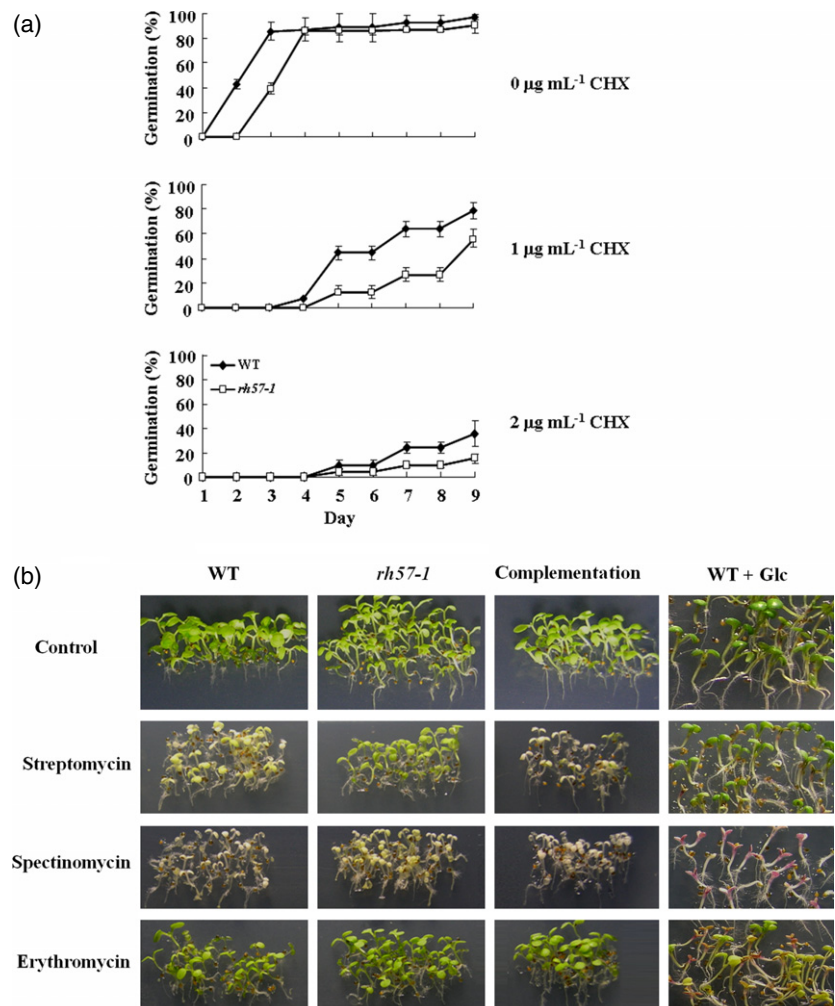 (a)
Germination (%)
100
80
60
40
20
0
0 µg mL⁻¹ CHX
Germination (%)
100
80
60
40
20
0
1 µg mL⁻¹ CHX
Germination (%)
100
80
60
40
20
0
WT
rh57-1
2 µg mL⁻¹ CHX
1 2 3 4 5 6 7 8 9
Day
(b)
WT rh57-1 Complementation WT + Glc
Control
Streptomycin
Spectinomycin
Erythromycin